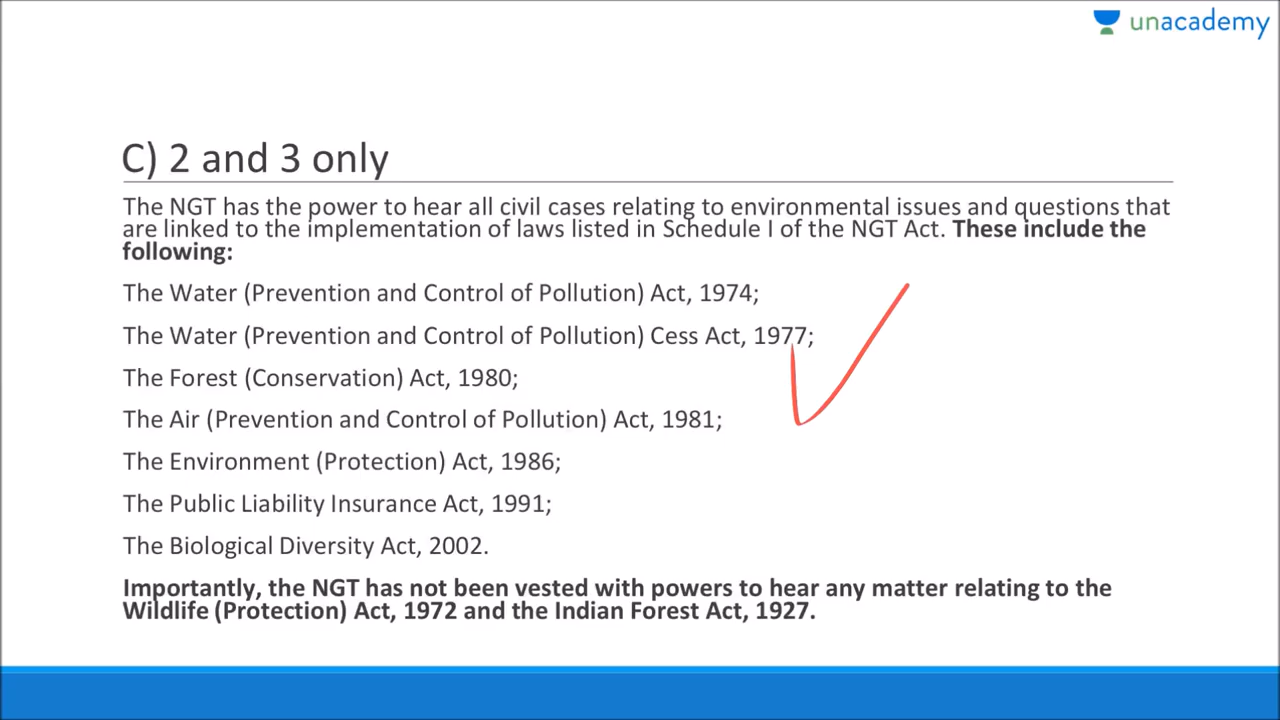 unacademy
C) 2 and 3 only
The NGT has the power to hear all civil cases relating to environmental issues and questions that
are linked to the implementation of laws listed in Schedule I of the NGT Act. These include the
following:
The Water (Prevention and Control of Pollution) Act, 1974;
The Water (Prevention and Control of Pollution) Cess Act, 1977;
The Forest (Conservation) Act, 1980;
The Air (Prevention and Control of Pollution) Act, 1981;
The Environment (Protection) Act, 1986;
The Public Liability Insurance Act, 1991;
The Biological Diversity Act, 2002.
Importantly, the NGT has not been vested with powers to hear any matter relating to the
Wildlife (Protection) Act, 1972 and the Indian Forest Act, 1927.